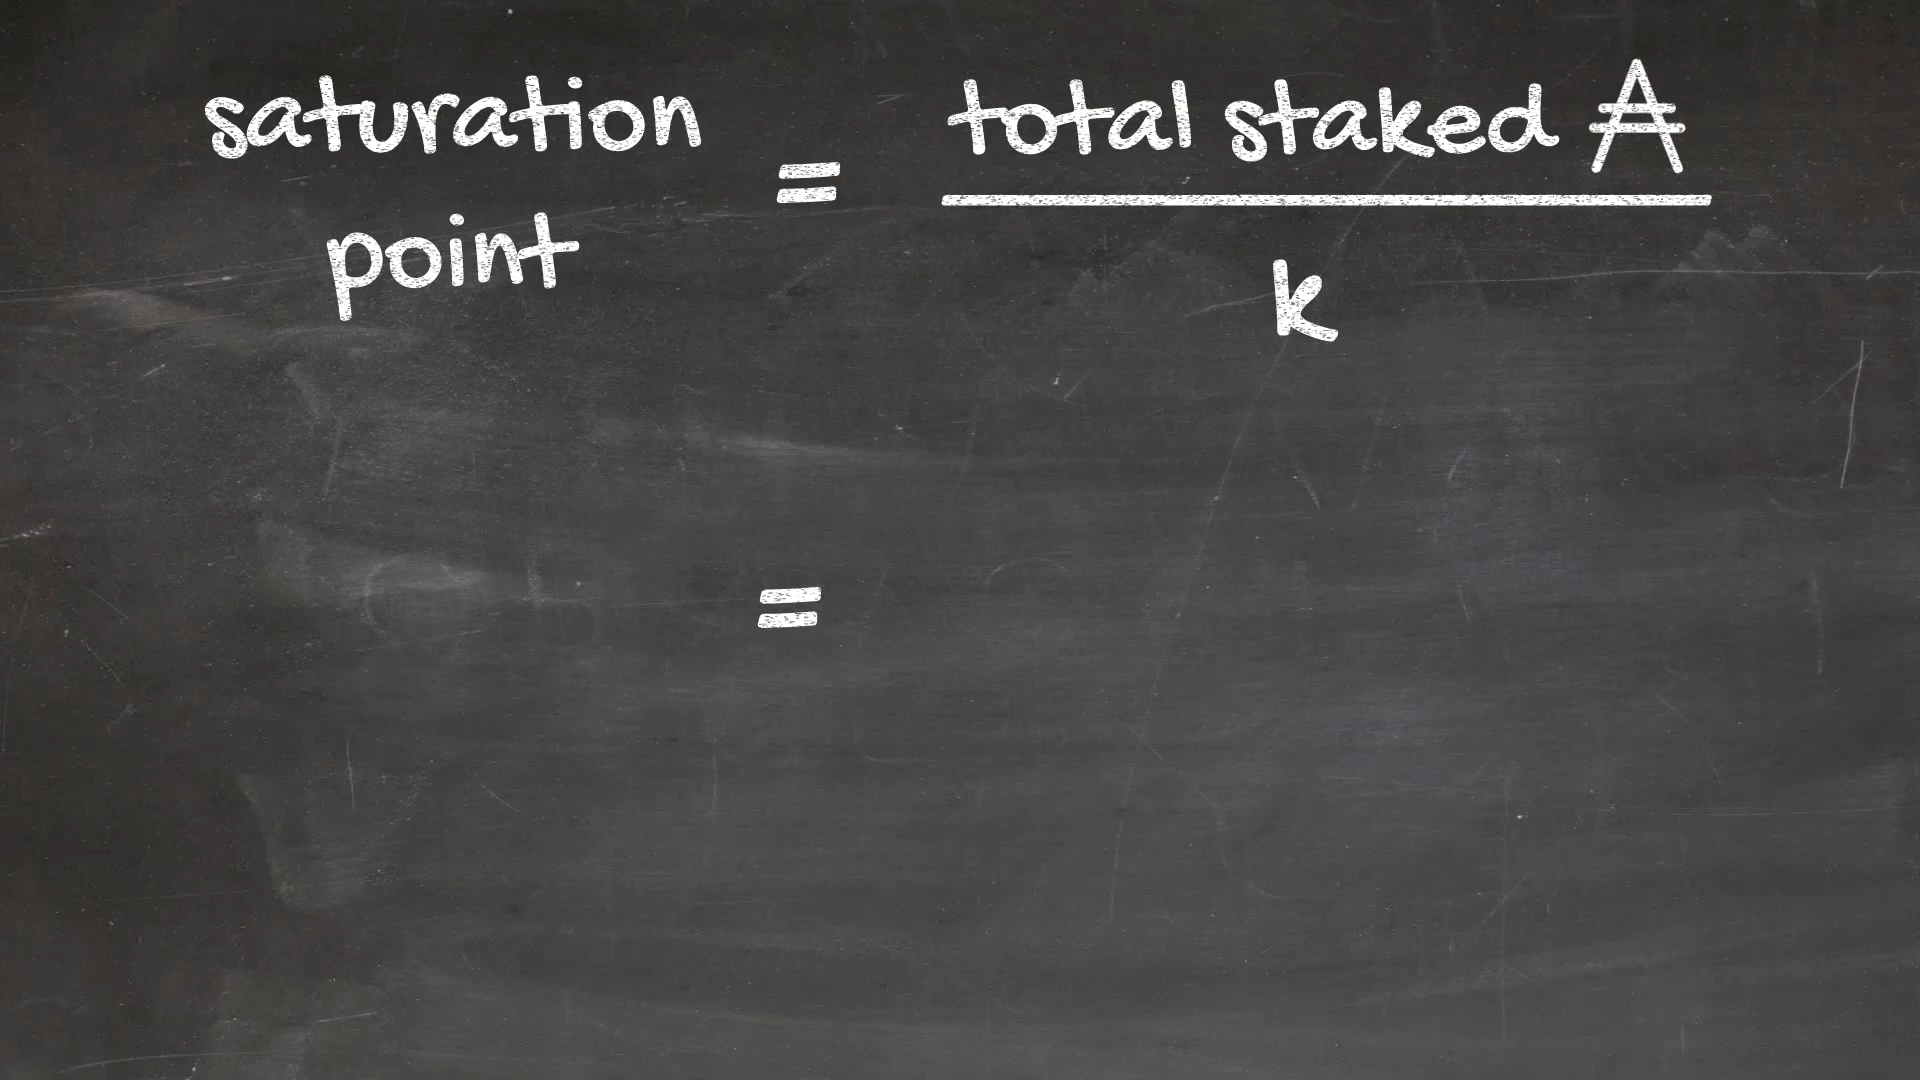 saturation point = total staked ₳ / k
=